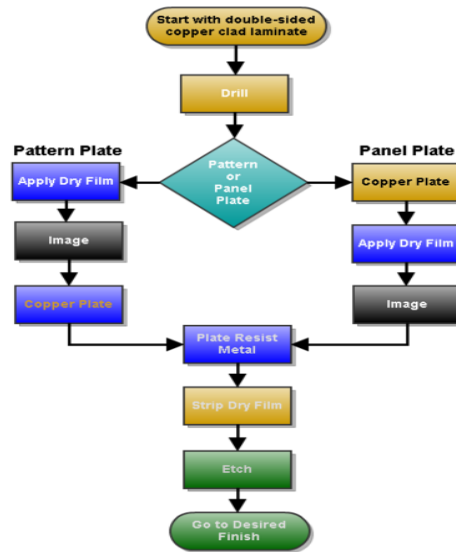 Start with double-sided
copper clad laminate
Drill
Pattern Plate
Panel Plate
Pattern
or
Panel
Plate
Apply Dry Film
Copper Plate
Image
Apply Dry Film
Copper Plate
Image
Plate Resist
Metal
Strip Dry Film
Etch
Go to Desired
Finish